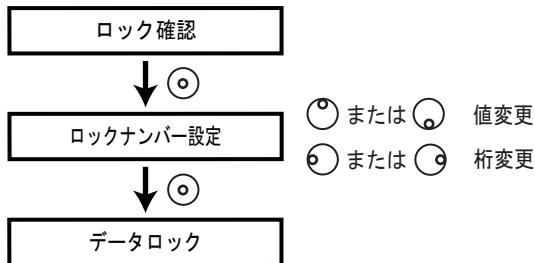 ロック確認
ロックナンバー設定
または 値変更
または 桁変更
データロック